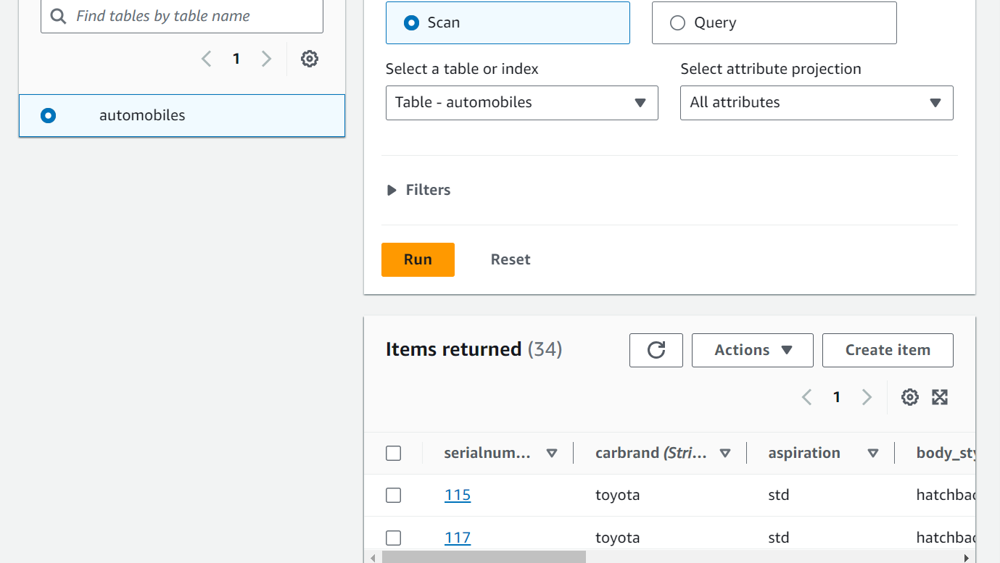 Find tables by table name
1
automobiles
Scan
Query
Select a table or index
Select attribute projection
Table - automobiles
All attributes
Filters
Run
Reset
Items returned (34)
Actions
Create item
1
serialnum... carbrand (Stri... aspiration body_sty
115 toyota std hatchbac
117 toyota std hatchbac